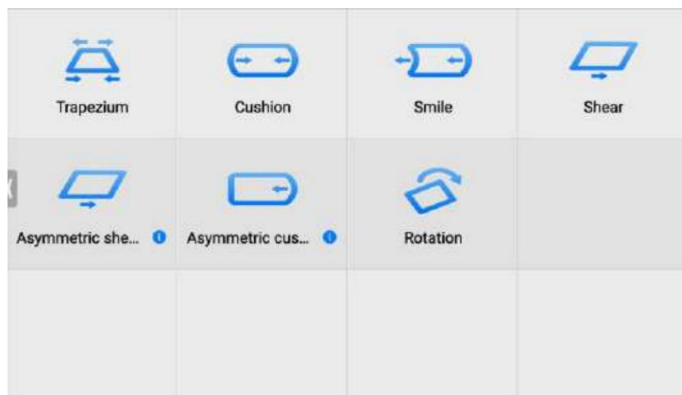 Trapezium
Cushion
Smile
Shear
Asymmetric she...
Asymmetric cus...
Rotation